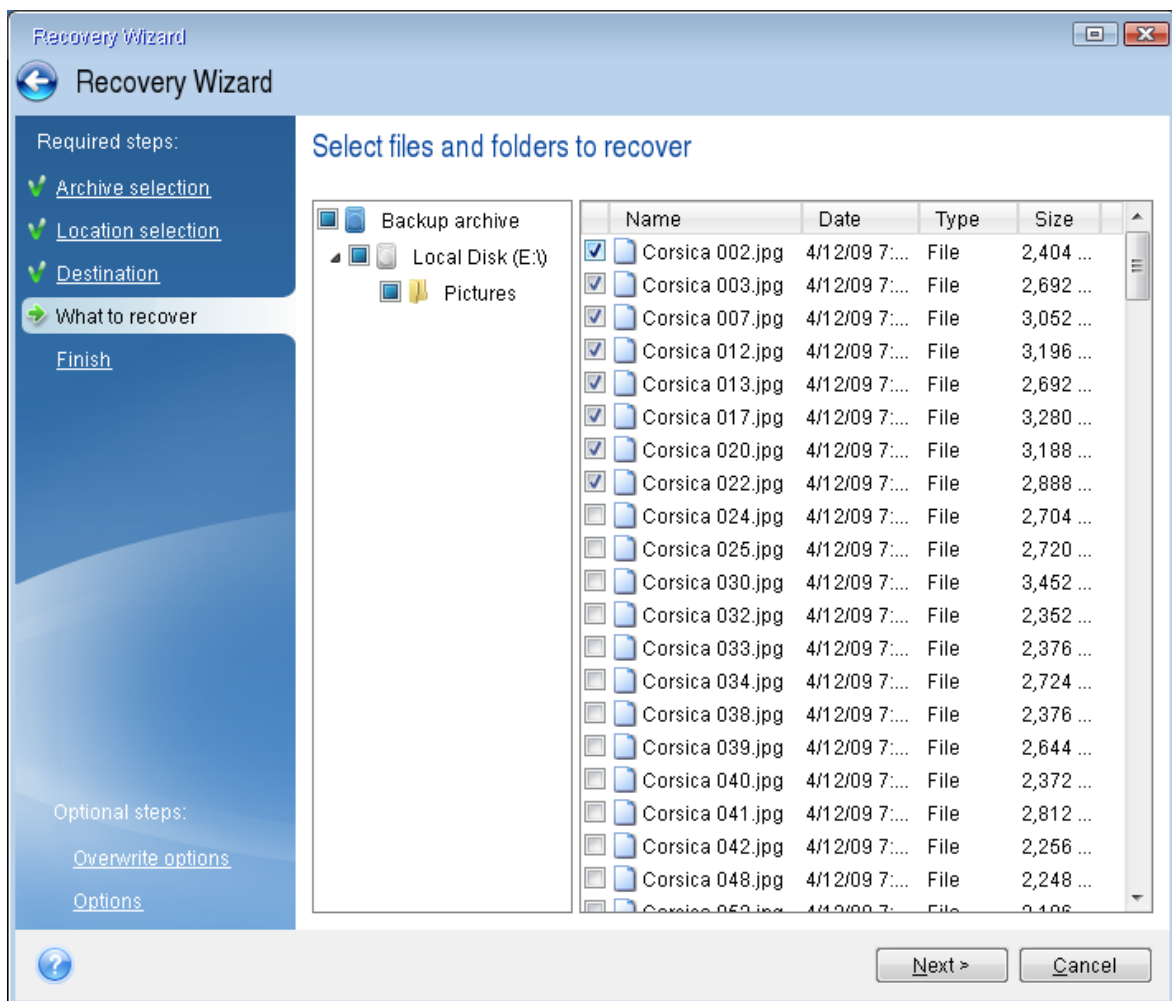 Recovery Wizard
Recovery Wizard
Required steps:
Archive selection
Location selection
Destination
What to recover
Finish
Optional steps:
Overwrite options
Options
Select files and folders to recover
Backup archive
Local Disk (E:\)
Pictures
Name Date Type Size
Corsica 002.jpg 4/12/09 7:... File 2,404 ...
Corsica 003.jpg 4/12/09 7:... File 2,692 ...
Corsica 007.jpg 4/12/09 7:... File 3,052 ...
Corsica 012.jpg 4/12/09 7:... File 3,196 ...
Corsica 013.jpg 4/12/09 7:... File 2,692 ...
Corsica 017.jpg 4/12/09 7:... File 3,280 ...
Corsica 020.jpg 4/12/09 7:... File 3,188 ...
Corsica 022.jpg 4/12/09 7:... File 2,888 ...
Corsica 024.jpg 4/12/09 7:... File 2,704 ...
Corsica 025.jpg 4/12/09 7:... File 2,720 ...
Corsica 030.jpg 4/12/09 7:... File 3,452 ...
Corsica 032.jpg 4/12/09 7:... File 2,352 ...
Corsica 033.jpg 4/12/09 7:... File 2,376 ...
Corsica 034.jpg 4/12/09 7:... File 2,724 ...
Corsica 038.jpg 4/12/09 7:... File 2,376 ...
Corsica 039.jpg 4/12/09 7:... File 2,644 ...
Corsica 040.jpg 4/12/09 7:... File 2,372 ...
Corsica 041.jpg 4/12/09 7:... File 2,812 ...
Corsica 042.jpg 4/12/09 7:... File 2,256 ...
Corsica 048.jpg 4/12/09 7:... File 2,248 ...
Next >
Cancel